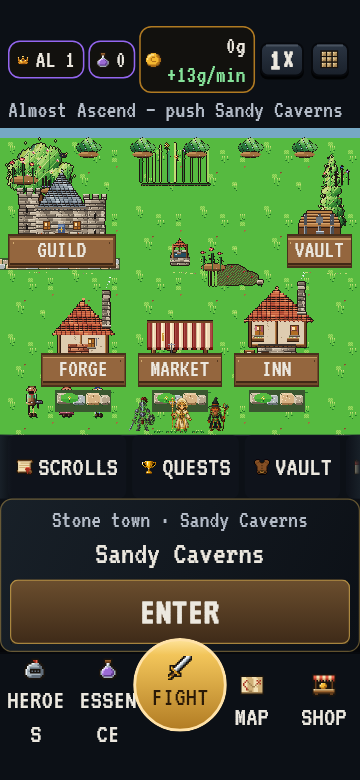 AL 1
0
0g
+13g/min
1X
Almost Ascend – push Sandy Caverns
GUILD
VAULT
FORGE
MARKET
INN
SCROLLS
QUESTS
VAULT
Stone town · Sandy Caverns
Sandy Caverns
ENTER
HEROE
S
ESSEN
CE
FIGHT
MAP
SHOP